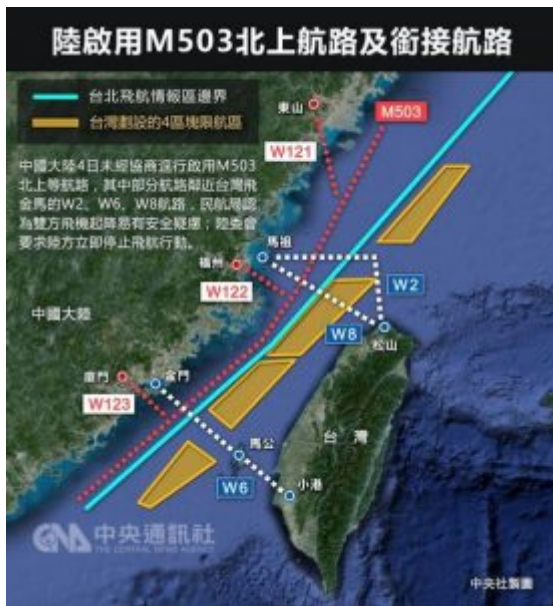 陸啟用M503北上航路及銜接航路
台北飛航情報區邊界
台灣劃設的4區塊限航區
中國大陸4日未經協商逕行啟用M503
北上等航路，其中部分航路鄰近台灣飛
金馬的W2、W6、W8航路，民航局認
為雙方飛機起降易有安全疑慮；陸委會
要求陸方立即停止飛航行動。
東山
M503
W121
馬祖
福州
W122
W2
中國大陸
W8
松山
廈門
金門
W123
台灣
馬公
W6
小港
CNA 中央通訊社
THE CENTRAL NEWS AGENCY
中央社製圖